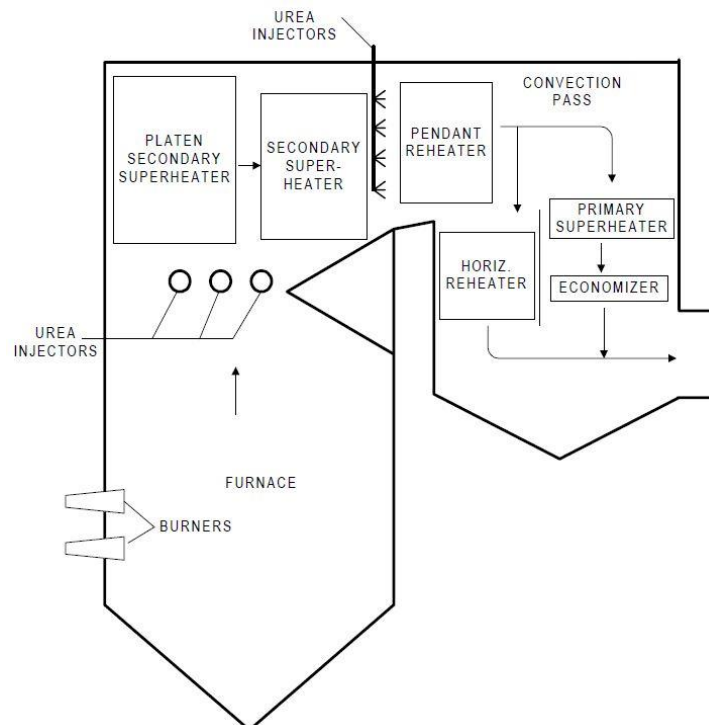 UREA
INJECTORS
CONVECTION
PASS
PLATEN
SECONDARY
SUPERHEATER
SECONDARY
SUPER-
HEATER
PENDANT
REHEATER
PRIMARY
SUPERHEATER
HORIZ.
REHEATER
ECONOMIZER
UREA
INJECTORS
FURNACE
BURNERS